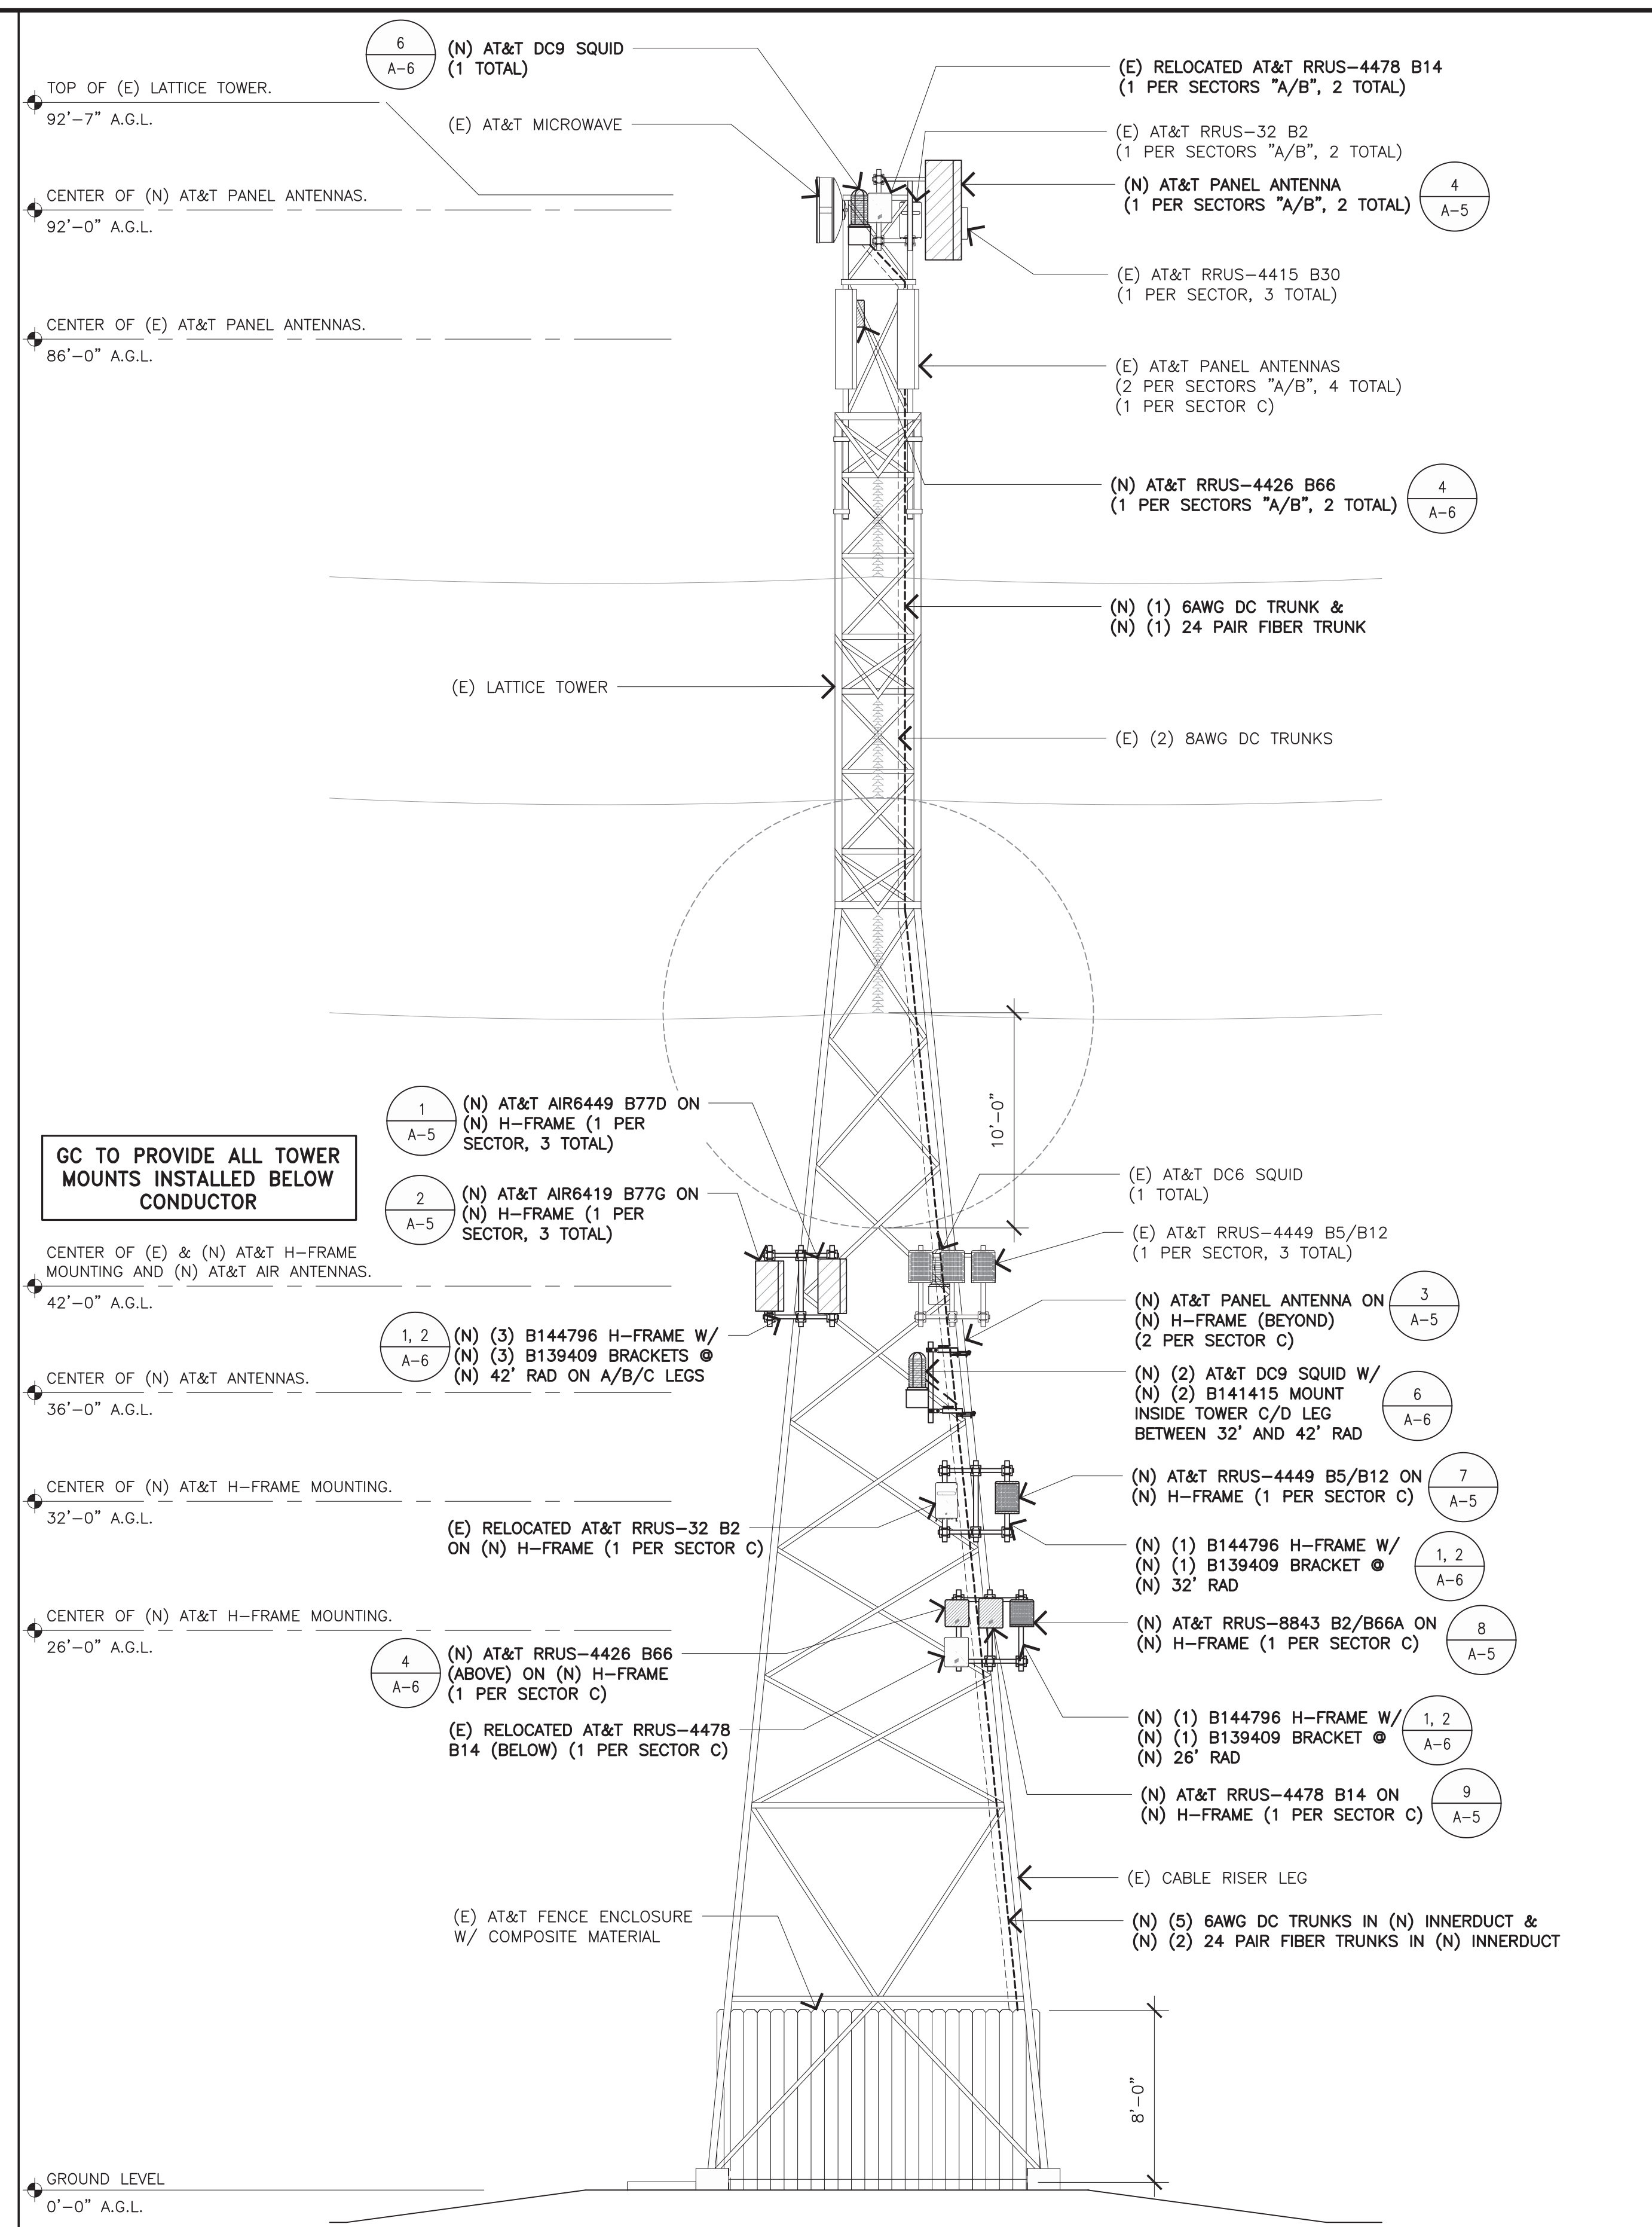 6
A-6
(N) AT&T DC9 SQUID
(1 TOTAL)
(E) RELOCATED AT&T RRUS-4478 B14
(1 PER SECTORS "A/B", 2 TOTAL)
TOP OF (E) LATTICE TOWER.
92'-7" A.G.L.
(E) AT&T MICROWAVE
(E) AT&T RRUS-32 B2
(1 PER SECTORS "A/B", 2 TOTAL)
CENTER OF (N) AT&T PANEL ANTENNAS.
92'-0" A.G.L.
(N) AT&T PANEL ANTENNA
(1 PER SECTORS "A/B", 2 TOTAL)
4
A-5
(E) AT&T RRUS-4415 B30
(1 PER SECTOR, 3 TOTAL)
CENTER OF (E) AT&T PANEL ANTENNAS.
86'-0" A.G.L.
(E) AT&T PANEL ANTENNAS
(2 PER SECTORS "A/B", 4 TOTAL)
(1 PER SECTOR C)
(N) AT&T RRUS-4426 B66
(1 PER SECTORS "A/B", 2 TOTAL)
4
A-6
(N) (1) 6AWG DC TRUNK &
(N) (1) 24 PAIR FIBER TRUNK
(E) LATTICE TOWER
(E) (2) 8AWG DC TRUNKS
10'-0"
1
A-5
(N) AT&T AIR6449 B77D ON
(N) H-FRAME (1 PER
SECTOR, 3 TOTAL)
GC TO PROVIDE ALL TOWER
MOUNTS INSTALLED BELOW
CONDUCTOR
2
A-5
(N) AT&T AIR6419 B77G ON
(N) H-FRAME (1 PER
SECTOR, 3 TOTAL)
(E) AT&T DC6 SQUID
(1 TOTAL)
(E) AT&T RRUS-4449 B5/B12
(1 PER SECTOR, 3 TOTAL)
CENTER OF (E) & (N) AT&T H-FRAME
MOUNTING AND (N) AT&T AIR ANTENNAS.
42'-0" A.G.L.
(N) AT&T PANEL ANTENNA ON
(N) H-FRAME (BEYOND)
(2 PER SECTOR C)
3
A-5
1, 2
A-6
(N) (3) B144796 H-FRAME W/
(N) (3) B139409 BRACKETS @
(N) 42' RAD ON A/B/C LEGS
CENTER OF (N) AT&T ANTENNAS.
36'-0" A.G.L.
(N) (2) AT&T DC9 SQUID W/
(N) (2) B141415 MOUNT
INSIDE TOWER C/D LEG
BETWEEN 32' AND 42' RAD
6
A-6
CENTER OF (N) AT&T H-FRAME MOUNTING.
32'-0" A.G.L.
(N) AT&T RRUS-4449 B5/B12 ON
(N) H-FRAME (1 PER SECTOR C)
7
A-5
(E) RELOCATED AT&T RRUS-32 B2
ON (N) H-FRAME (1 PER SECTOR C)
(N) (1) B144796 H-FRAME W/
(N) (1) B139409 BRACKET @
(N) 32' RAD
1, 2
A-6
CENTER OF (N) AT&T H-FRAME MOUNTING.
26'-0" A.G.L.
(N) AT&T RRUS-8843 B2/B66A ON
(N) H-FRAME (1 PER SECTOR C)
8
A-5
4
A-6
(N) AT&T RRUS-4426 B66
(ABOVE) ON (N) H-FRAME
(1 PER SECTOR C)
(E) RELOCATED AT&T RRUS-4478
B14 (BELOW) (1 PER SECTOR C)
(N) (1) B144796 H-FRAME W/
(N) (1) B139409 BRACKET @
(N) 26' RAD
1, 2
A-6
(N) AT&T RRUS-4478 B14 ON
(N) H-FRAME (1 PER SECTOR C)
9
A-5
(E) CABLE RISER LEG
(E) AT&T FENCE ENCLOSURE
W/ COMPOSITE MATERIAL
(N) (5) 6AWG DC TRUNKS IN (N) INNERDUCT &
(N) (2) 24 PAIR FIBER TRUNKS IN (N) INNERDUCT
8'-0"
GROUND LEVEL
0'-0" A.G.L.